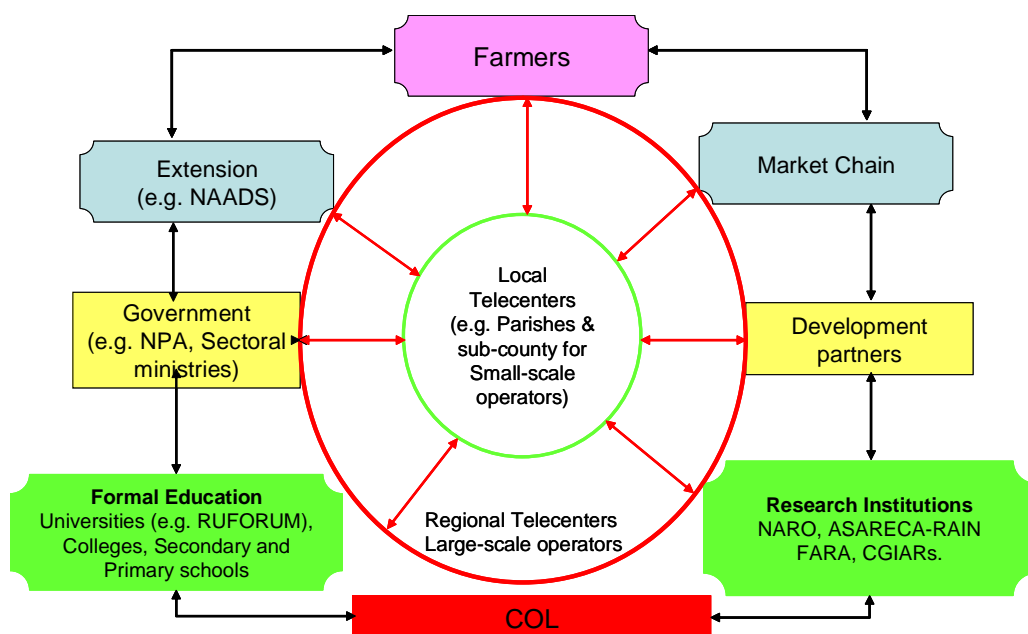 Farmers
Extension
(e.g. NAADS)
Market Chain
Local
Telecenters
(e.g. Parishes &
sub-county for
Small-scale
operators)
Government
(e.g. NPA, Sectoral
ministries)
Development
partners
Formal Education
Universities (e.g. RUFORUM),
Colleges, Secondary and
Primary schools
Regional Telecenters
Large-scale operators
Research Institutions
NARO, ASARECA-RAIN
FARA, CGIARs.
COL